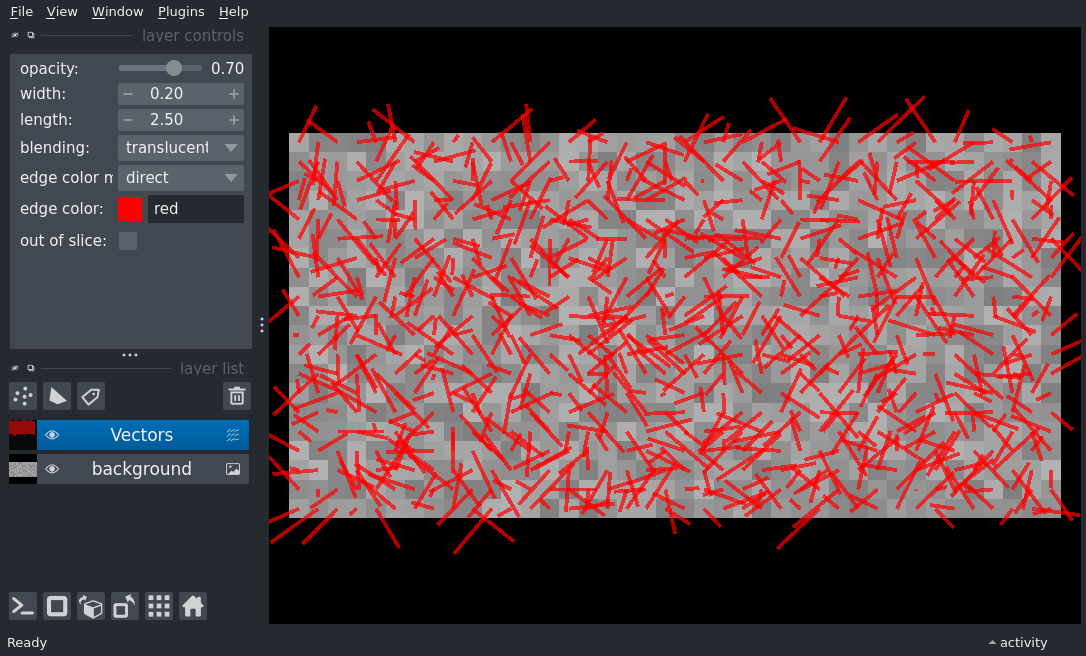 File View Window Plugins Help
layer controls
opacity: 0.70
width: − 0.20 +
length: − 2.50 +
blending: translucent
edge color m direct
edge color: red
out of slice:
layer list
Vectors
background
Ready activity